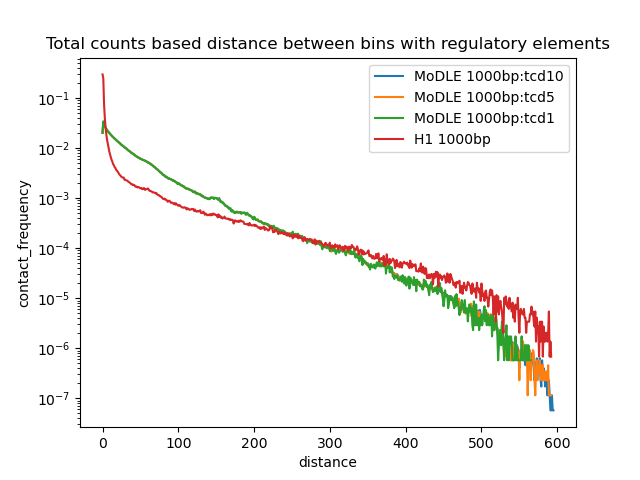 Total counts based distance between bins with regulatory elements
MoDLE 1000bp:tcd10
MoDLE 1000bp:tcd5
MoDLE 1000bp:tcd1
H1 1000bp
contact_frequency
10⁻¹
10⁻²
10⁻³
10⁻⁴
10⁻⁵
10⁻⁶
10⁻⁷
0 100 200 300 400 500 600
distance